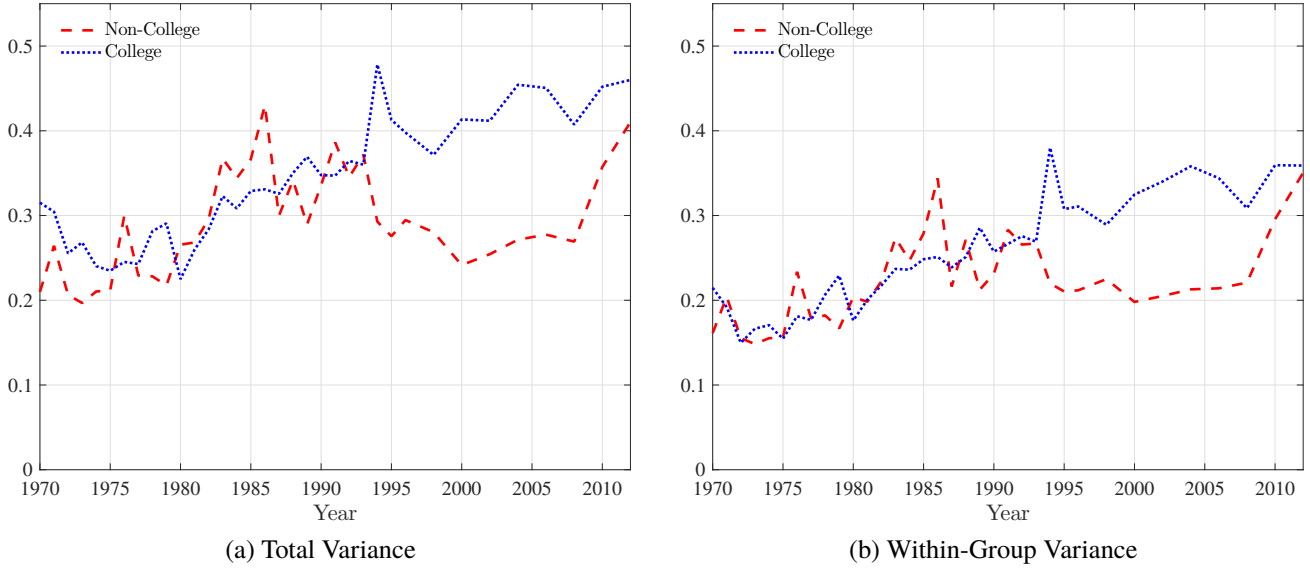 Non-College
College
0.5
0.4
0.3
0.2
0.1
0
1970 1975 1980 1985 1990 1995 2000 2005 2010
Year
(a) Total Variance
Non-College
College
0.5
0.4
0.3
0.2
0.1
0
1970 1975 1980 1985 1990 1995 2000 2005 2010
Year
(b) Within-Group Variance